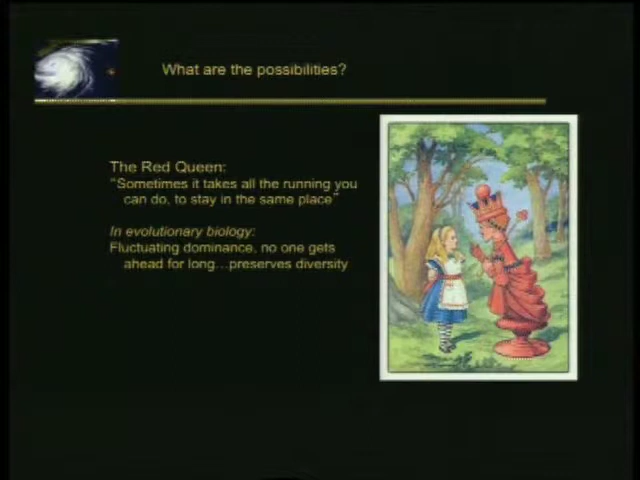 What are the possibilities?
The Red Queen:
"Sometimes it takes all the running you
can do, to stay in the same place"
In evolutionary biology:
Fluctuating dominance, no one gets
ahead for long...preserves diversity